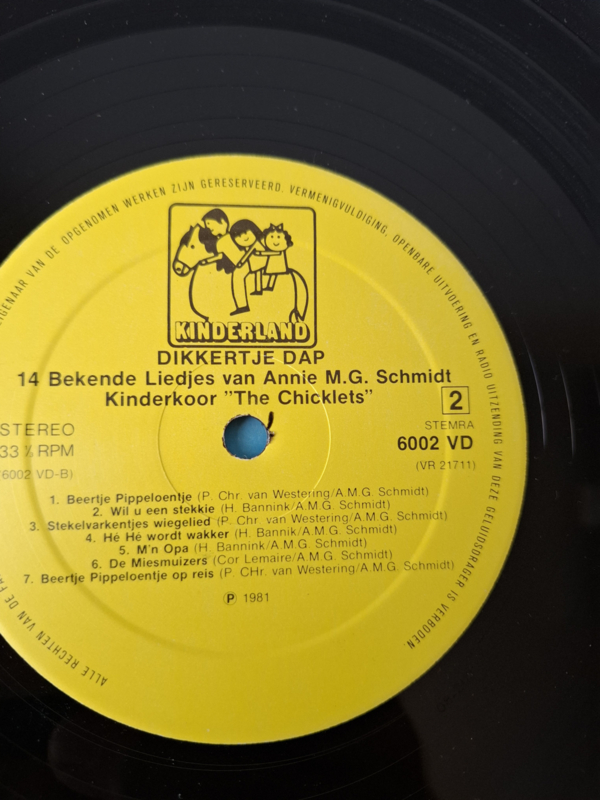 EIGENAAR VAN DE OPGENOMEN WERKEN ZIJN GERESERVEERD. VERMENIGVULDIGING, OPENBARE UITVOERING EN RADIO UITZENDING VAN DEZE GELUIDSDRAGER IS VERBODEN.
KINDERLAND
DIKKERTJE DAP
14 Bekende Liedjes van Annie M.G. Schmidt
Kinderkoor "The Chicklets"
2
STEREO
33 ⅓ RPM
(6002 VD-B)
STEMRA
6002 VD
(VR 21711)
1. Beertje Pippeloentje (P. Chr. van Westering/A.M.G. Schmidt)
2. Wil u een stekkie (H. Bannink/A.M.G. Schmidt)
3. Stekelvarkentjes wiegelied (P. Chr. van Westering/A.M.G. Schmidt)
4. Hé Hé wordt wakker (H. Bannik/A.M.G. Schmidt)
5. M'n Opa (H. Bannink/A.M.G. Schmidt)
6. De Miesmuizers (Cor Lemaire/A.M.G. Schmidt)
7. Beertje Pippeloentje op reis (P. CHr. van Westering/A.M.G. Schmidt)
Ⓟ 1981
ALLE RECHTEN VAN DE